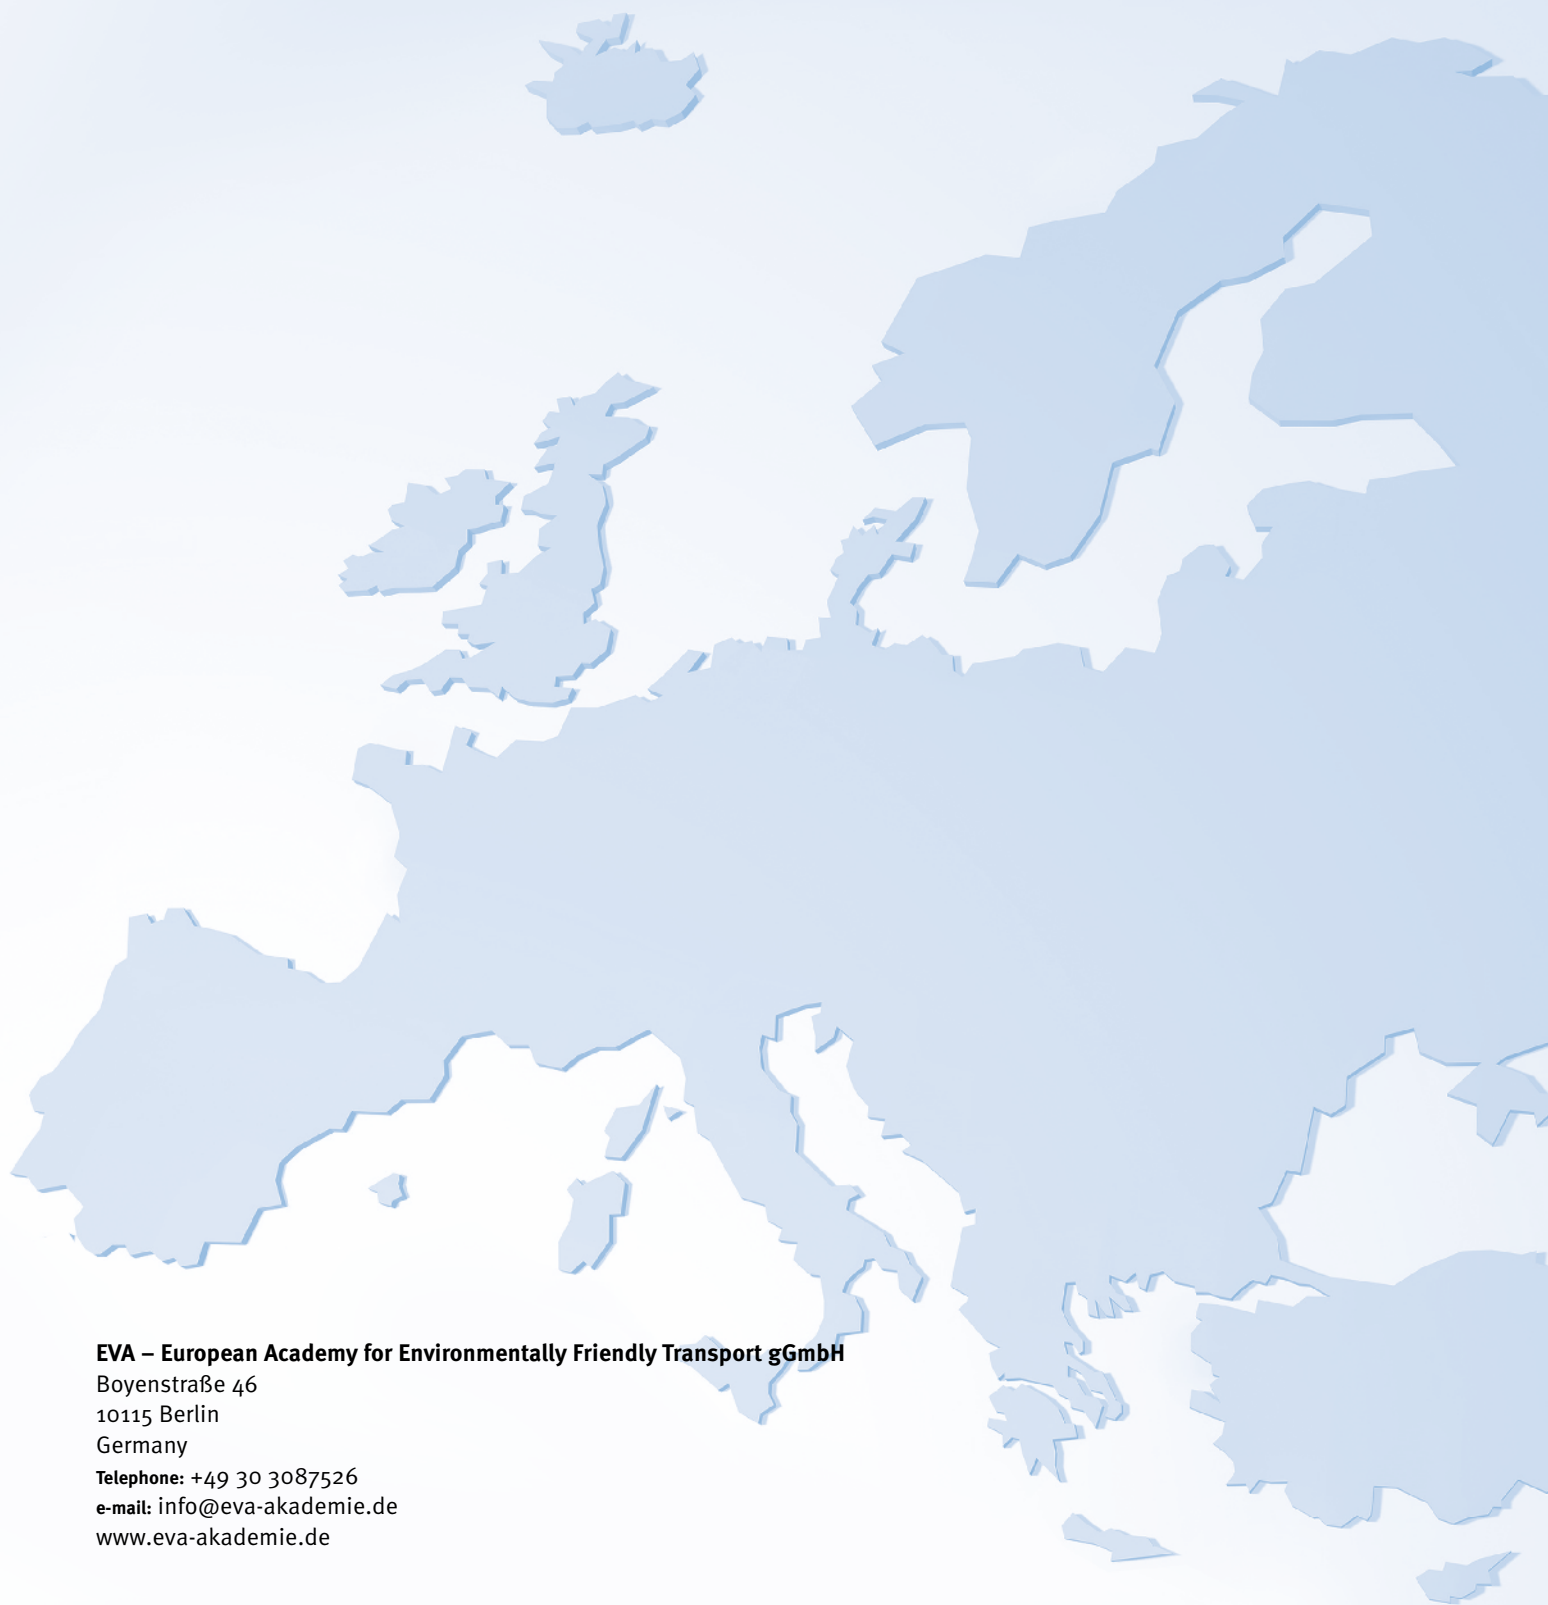 EVA – European Academy for Environmentally Friendly Transport gGmbH
Boyenstraße 46
10115 Berlin
Germany
Telephone: +49 30 3087526
e-mail: info@eva-akademie.de
www.eva-akademie.de